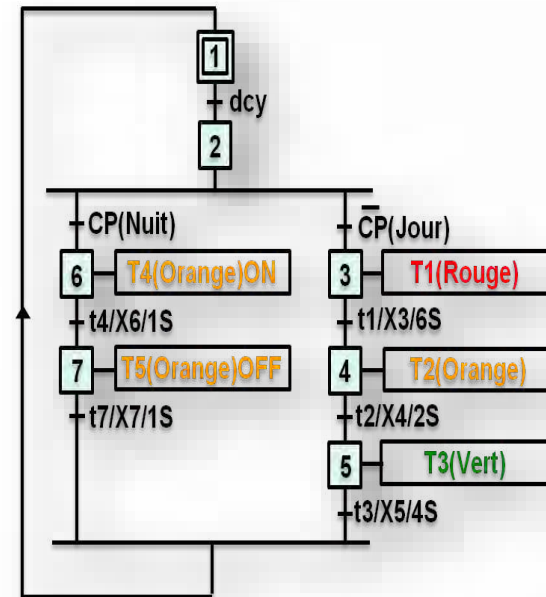 1
dcy
2
CP(Nuit)
C̅P̅(Jour)
6
T4(Orange)ON
3
T1(Rouge)
t4/X6/1S
t1/X3/6S
7
T5(Orange)OFF
4
T2(Orange)
t7/X7/1S
t2/X4/2S
5
T3(Vert)
t3/X5/4S